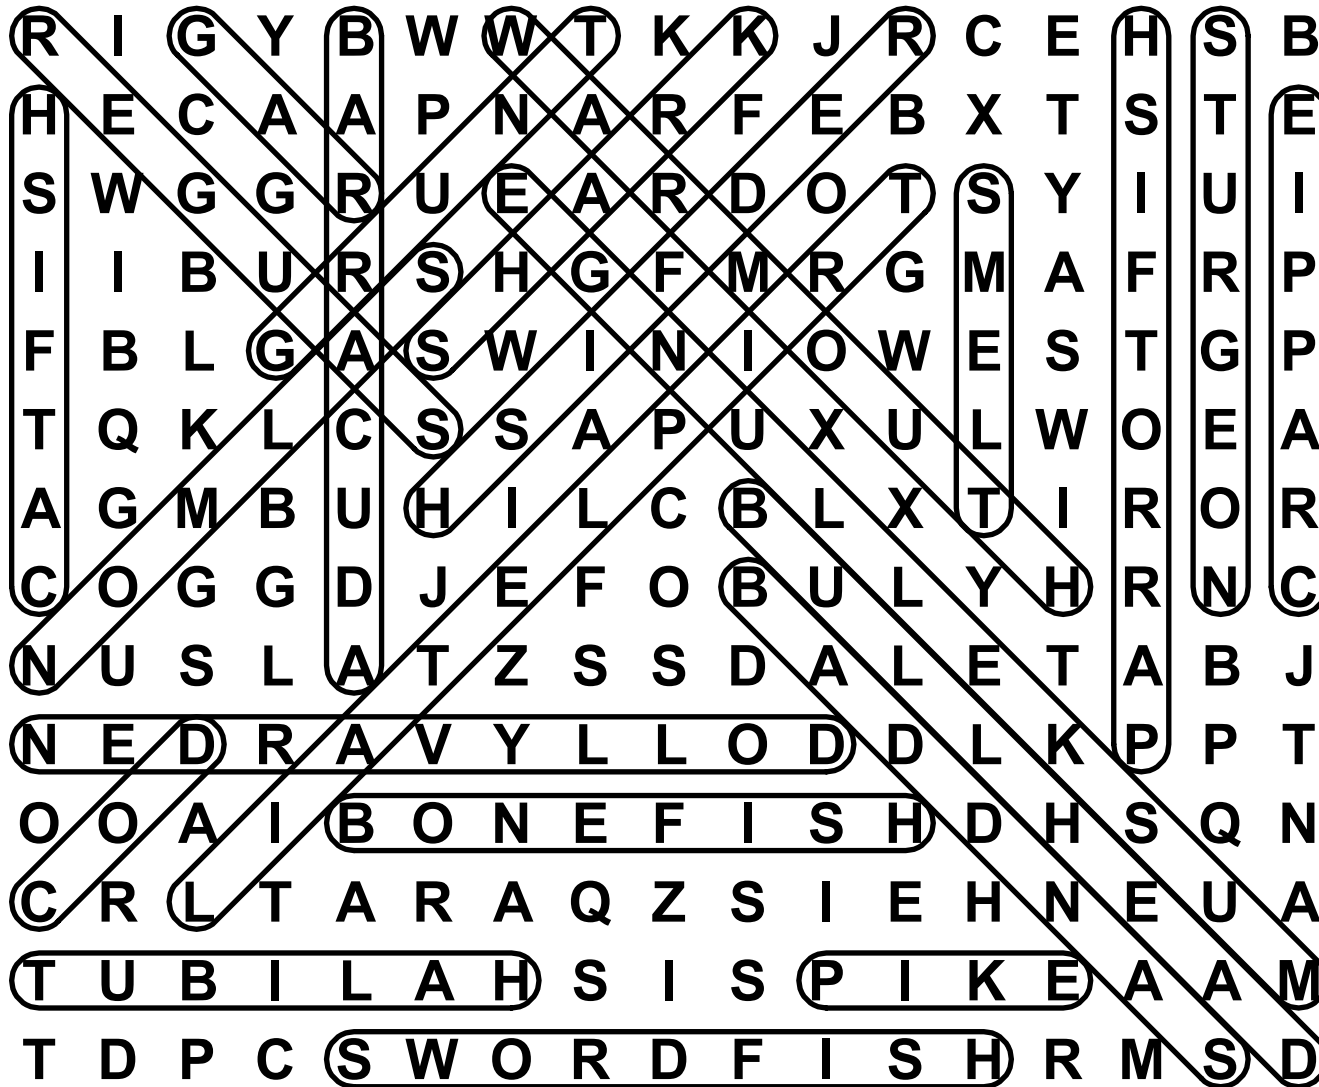 R I G Y B W W T K K J R C E H S B
H E C A A P N A R F E B X T S T E
S W G G R U E A R D O T S Y I U I
I I B U R S H G F M R G M A F R P
F B L G A S W I N I O W E S T G P
T Q K L C S S A P U X U L W O E A
A G M B U H I L C B L X T I R O R
C O G G D J E F O B U L Y H R N C
N U S L A T Z S S D A L E T A B J
N E D R A V Y L L O D D L K P P T
O O A I B O N E F I S H D H S Q N
C R L T A R A Q Z S I E H N E U A
T U B I L A H S I S P I K E A A M
T D P C S W O R D F I S H R M S D